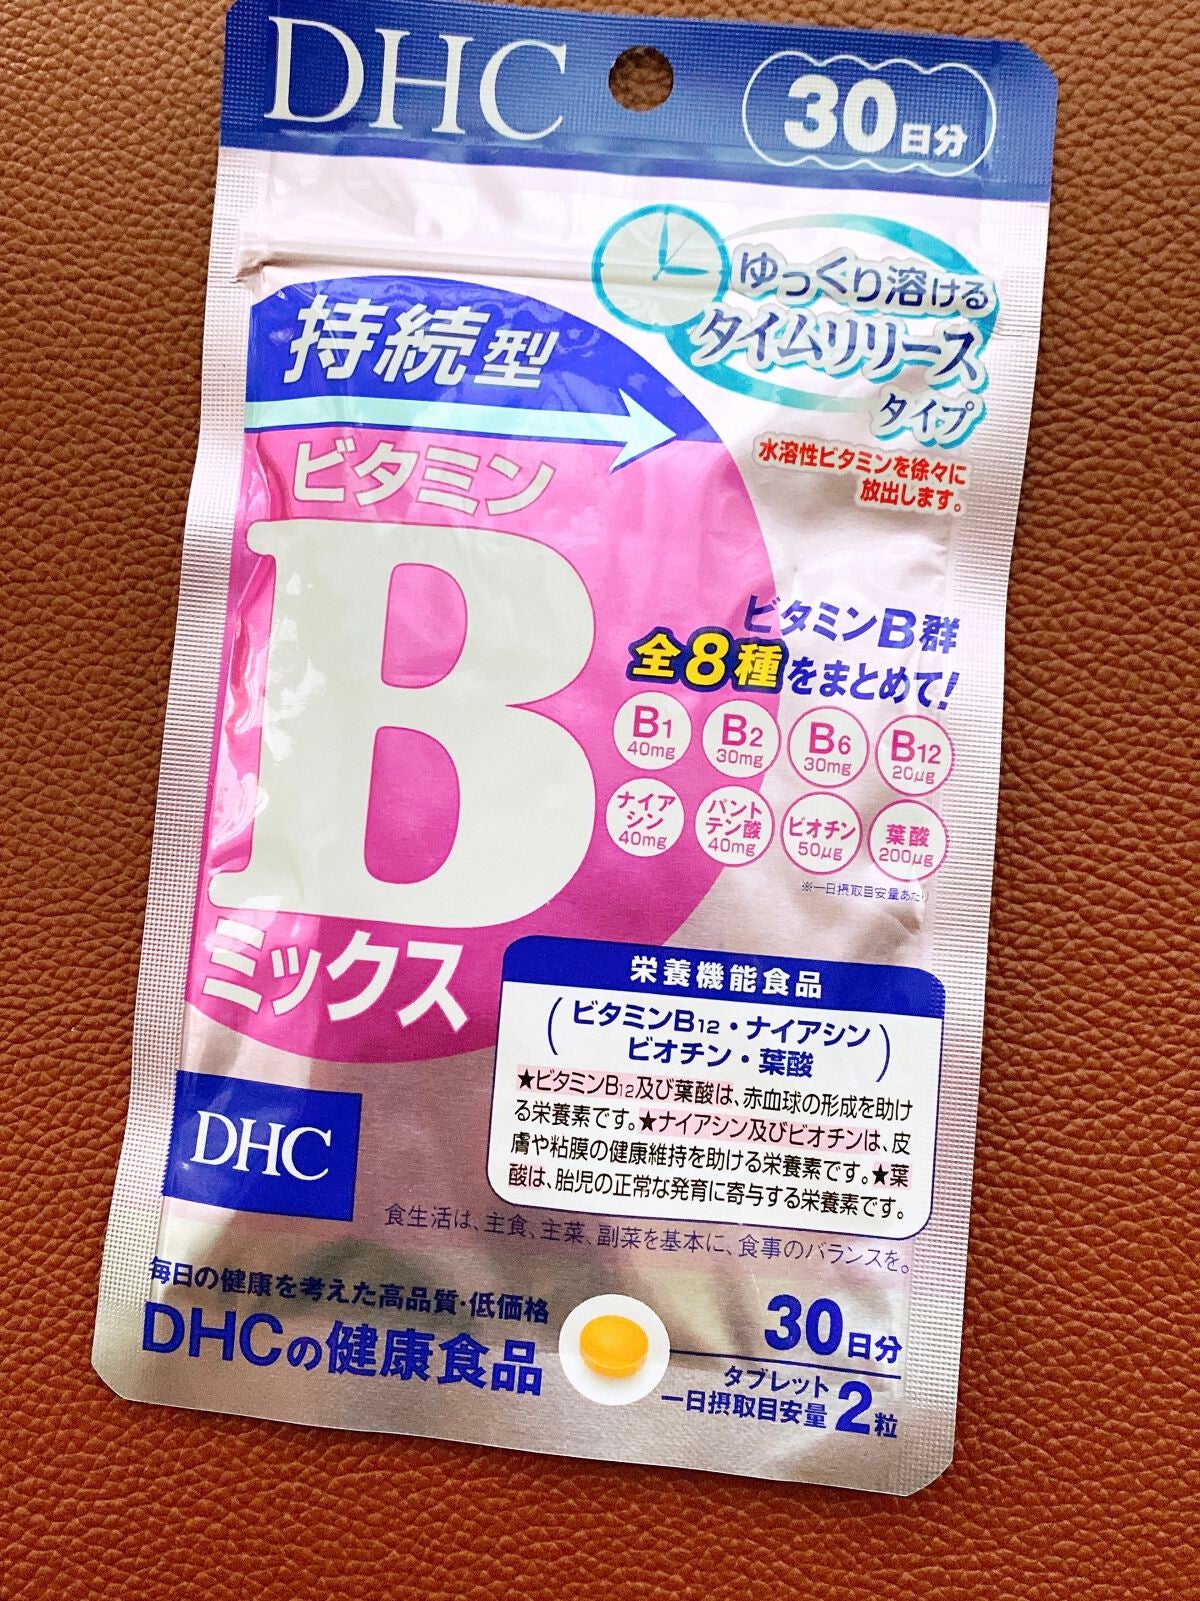 DHC
30日分
ゆっくり溶ける
タイムリリース
タイプ
水溶性ビタミンを徐々に
放出します。
持続型
ビタミン
B
ミックス
ビタミンB群
全8種をまとめて!
B1 40mg
B2 30mg
B6 30mg
B12 20μg
ナイアシン 40mg
パントテン酸 40mg
ビオチン 50μg
葉酸 200μg
※一日摂取目安量あたり
栄養機能食品
(ビタミンB12・ナイアシン
ビオチン・葉酸)
★ビタミンB12及び葉酸は、赤血球の形成を助け
る栄養素です。★ナイアシン及びビオチンは、皮
膚や粘膜の健康維持を助ける栄養素です。★葉
酸は、胎児の正常な発育に寄与する栄養素です。
DHC
食生活は、主食、主菜、副菜を基本に、食事のバランスを。
毎日の健康を考えた高品質・低価格
DHCの健康食品
30日分
タブレット
一日摂取目安量2粒